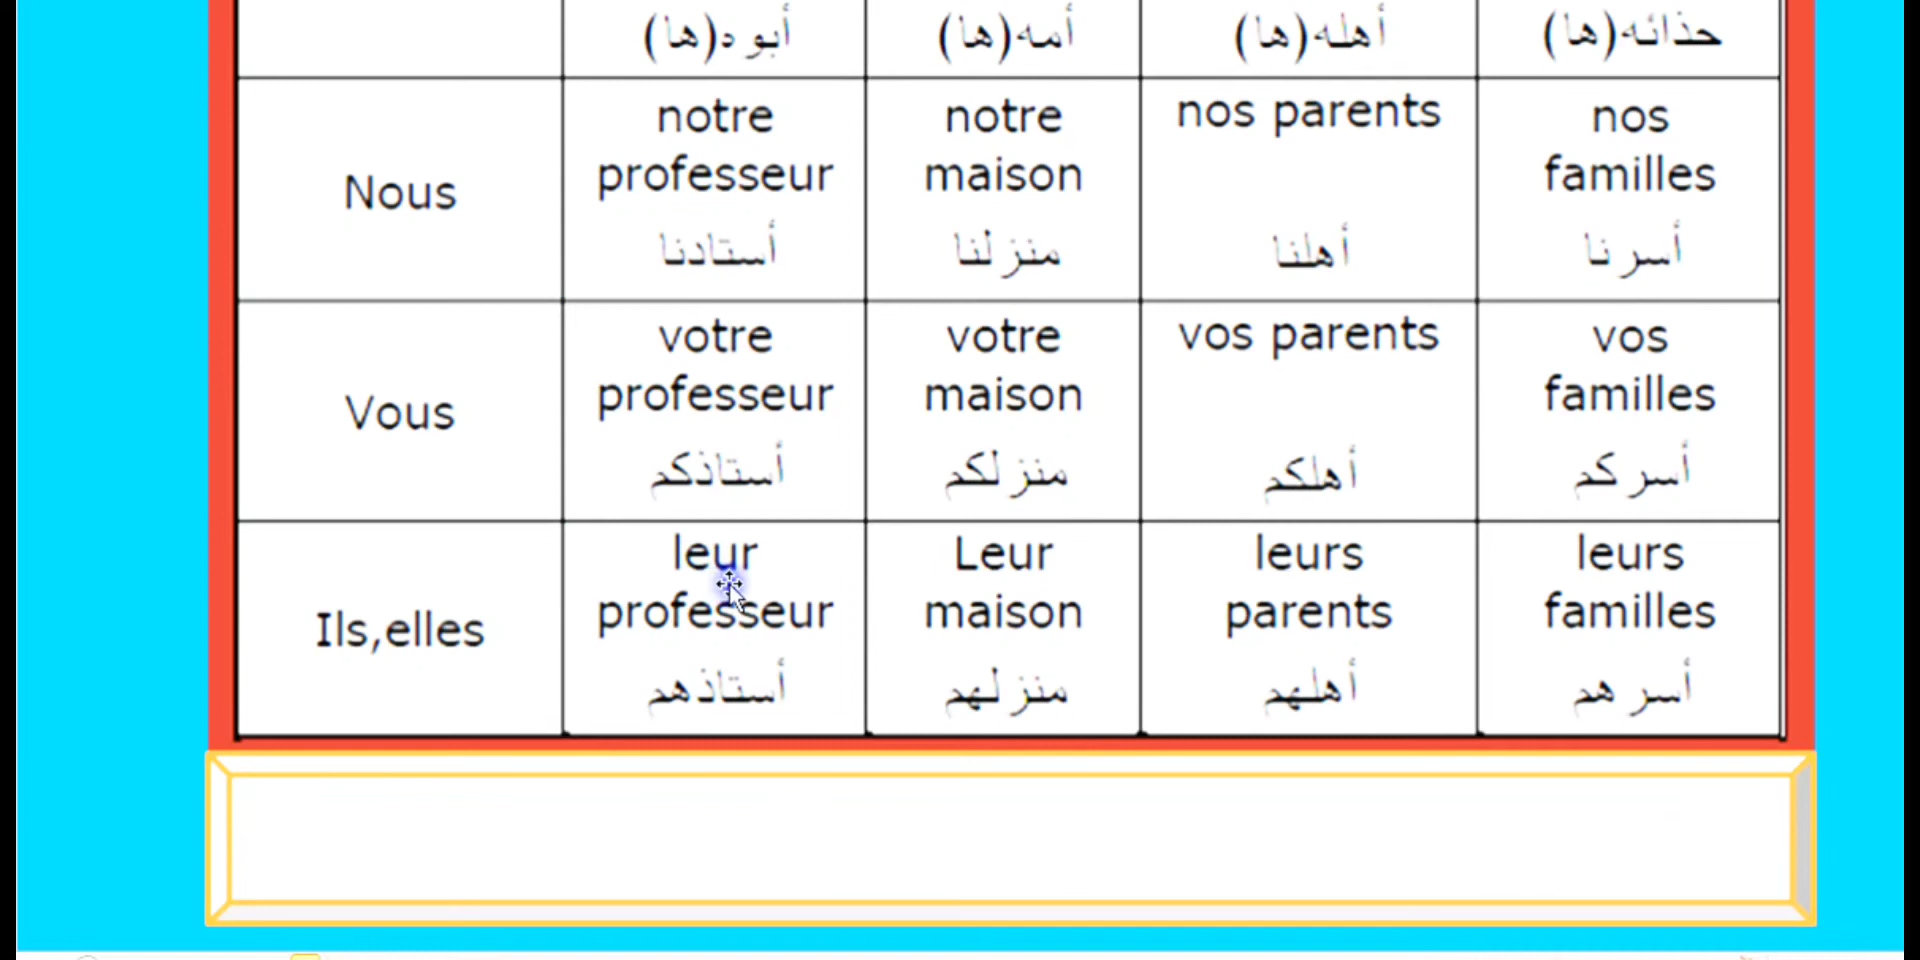 أبوه(ها)
أمه(ها)
أهله(ها)
حذائه(ها)
Nous
notre
professeur
أستادنا
notre
maison
منزلنا
nos parents
أهلنا
nos
familles
أسرنا
Vous
votre
professeur
أستاذكم
votre
maison
منزلكم
vos parents
أهلكم
vos
familles
أسركم
Ils,elles
leur
professeur
أستاذهم
Leur
maison
منزلهم
leurs
parents
أهلهم
leurs
familles
أسرهم